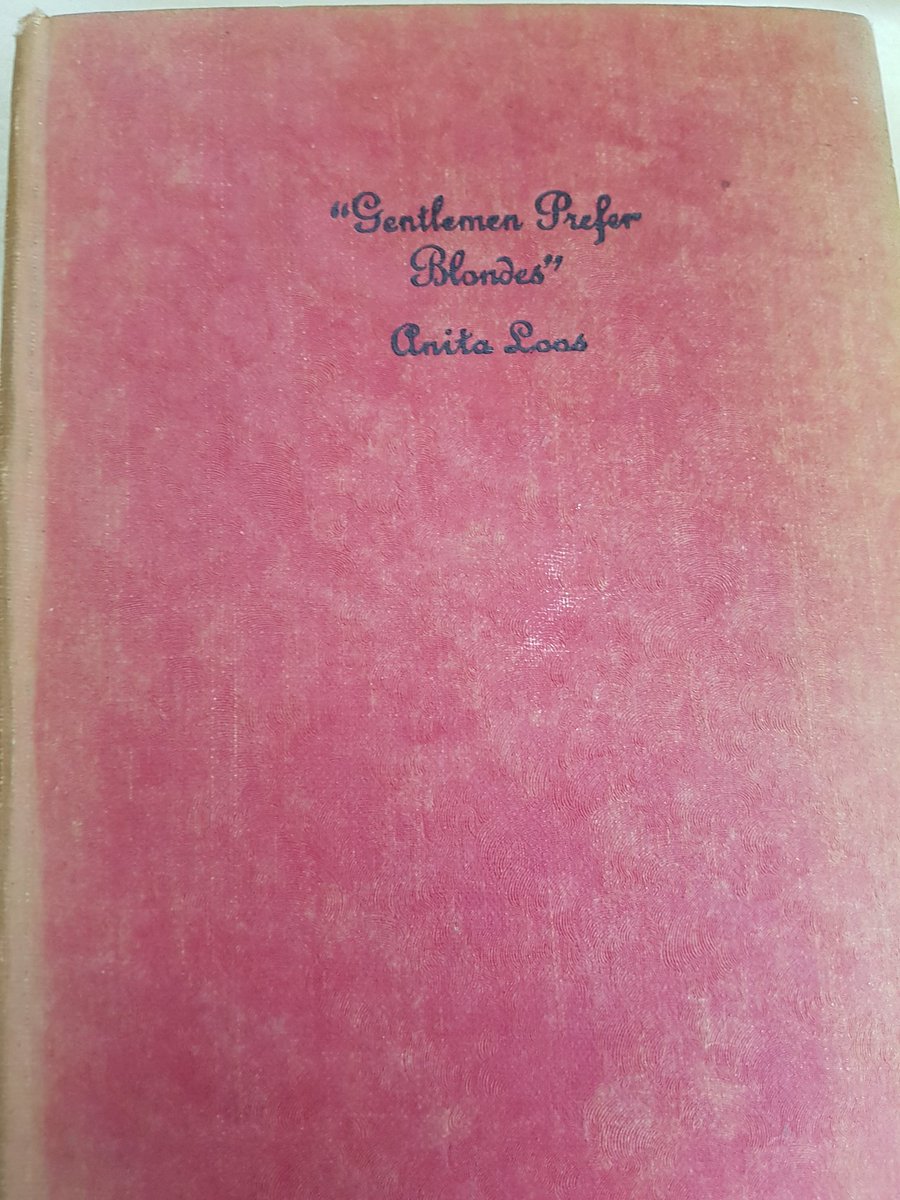 “Gentlemen Prefer
Blondes”
Anita Loos